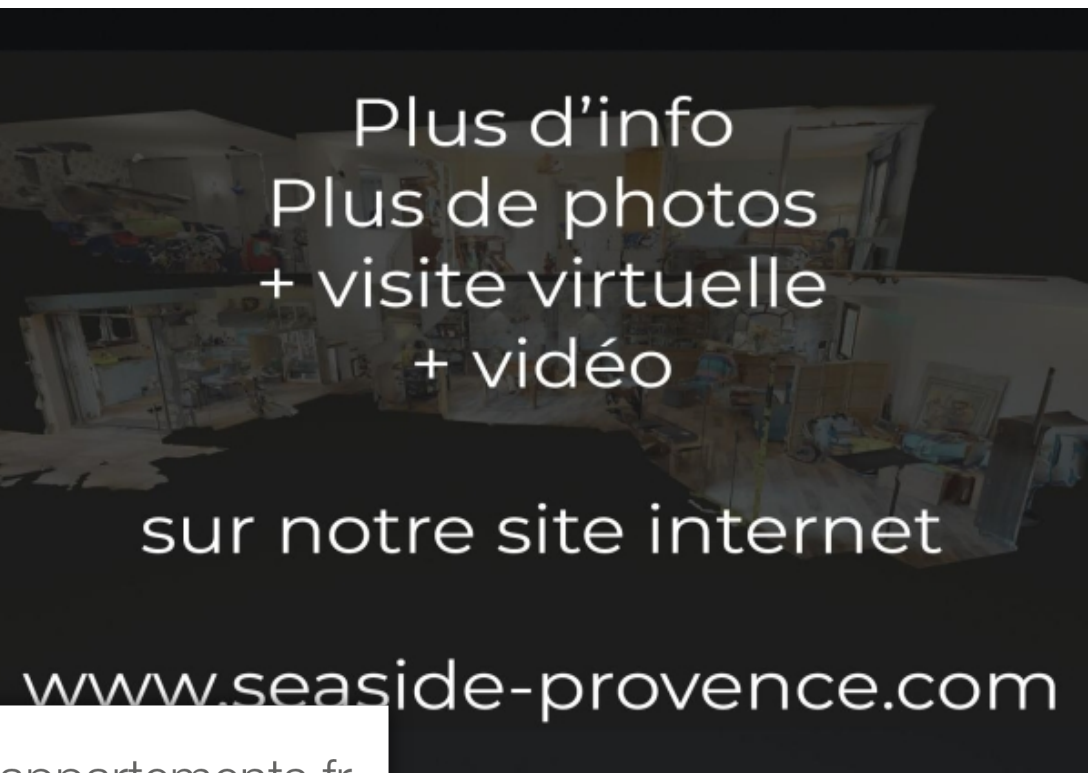 Plus d’info
Plus de photos
+ visite virtuelle
+ vidéo
sur notre site internet
www.seaside-provence.com